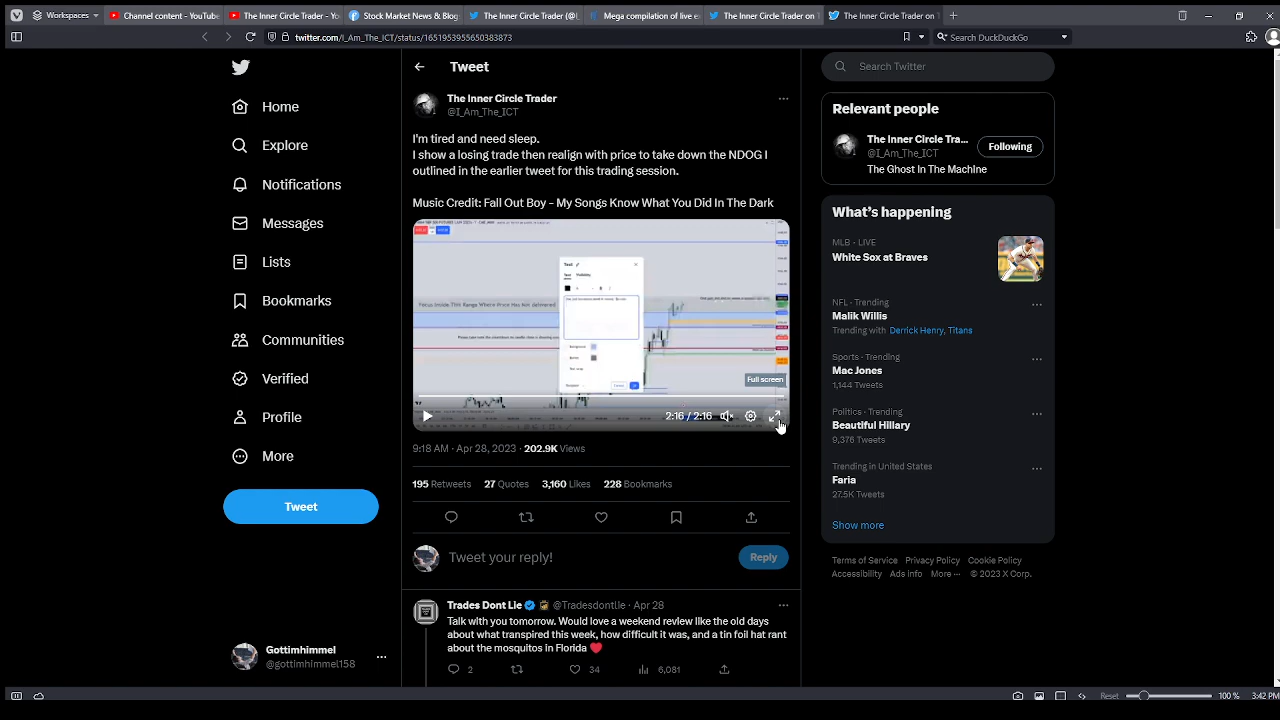 Workspaces
Channel content - YouTube
The Inner Circle Trader - Yo
Stock Market News & Blog
The Inner Circle Trader (@I_
Mega compilation of live e
The Inner Circle Trader on T
The Inner Circle Trader on T
twitter.com/I_Am_The_ICT/status/1651953955650383873
Search DuckDuckGo
Home
Explore
Notifications
Messages
Lists
Bookmarks
Communities
Verified
Profile
More
Tweet
Gottimhimmel
@gottimhimmel158
Tweet
The Inner Circle Trader
@I_Am_The_ICT
I'm tired and need sleep.
I show a losing trade then realign with price to take down the NDOG I
outlined in the earlier tweet for this trading session.
Music Credit: Fall Out Boy - My Songs Know What You Did In The Dark
Text
Text Visibility
Focus Inside This Range Where Price Has Not Delivered
Cancel
Full screen
2:16 / 2:16
9:18 AM · Apr 28, 2023 · 202.9K Views
195 Retweets 27 Quotes 3,160 Likes 228 Bookmarks
Tweet your reply!
Reply
Trades Dont Lie @Tradesdontlie · Apr 28
Talk with you tomorrow. Would love a weekend review like the old days
about what transpired this week, how difficult it was, and a tin foil hat rant
about the mosquitos in Florida ❤️
2 34 6,081
Search Twitter
Relevant people
The Inner Circle Tra...
@I_Am_The_ICT
Following
The Ghost In The Machine
What's happening
MLB · LIVE
White Sox at Braves
NFL · Trending
Malik Willis
Trending with Derrick Henry, Titans
Sports · Trending
Mac Jones
1,144 Tweets
Politics · Trending
Beautiful Hillary
9,376 Tweets
Trending in United States
Faria
27.5K Tweets
Show more
Terms of Service Privacy Policy Cookie Policy
Accessibility Ads info More ··· © 2023 X Corp.
Reset
100 %
3:42 PM